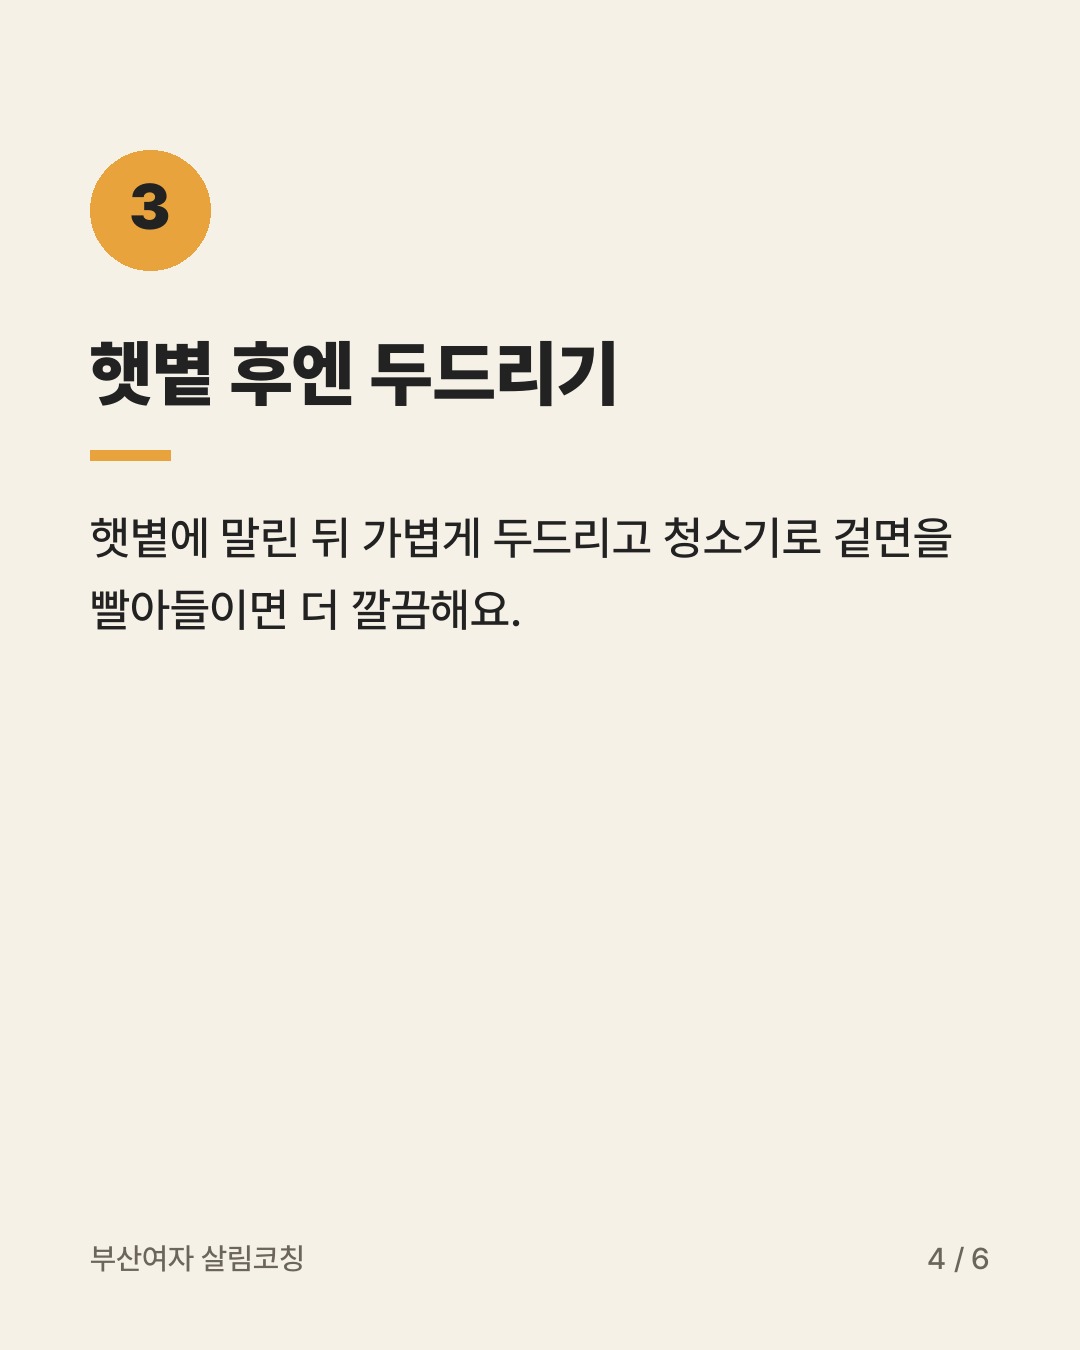 3
햇볕 후엔 두드리기
햇볕에 말린 뒤 가볍게 두드리고 청소기로 겉면을
빨아들이면 더 깔끔해요.
부산여자 살림코칭
4 / 6